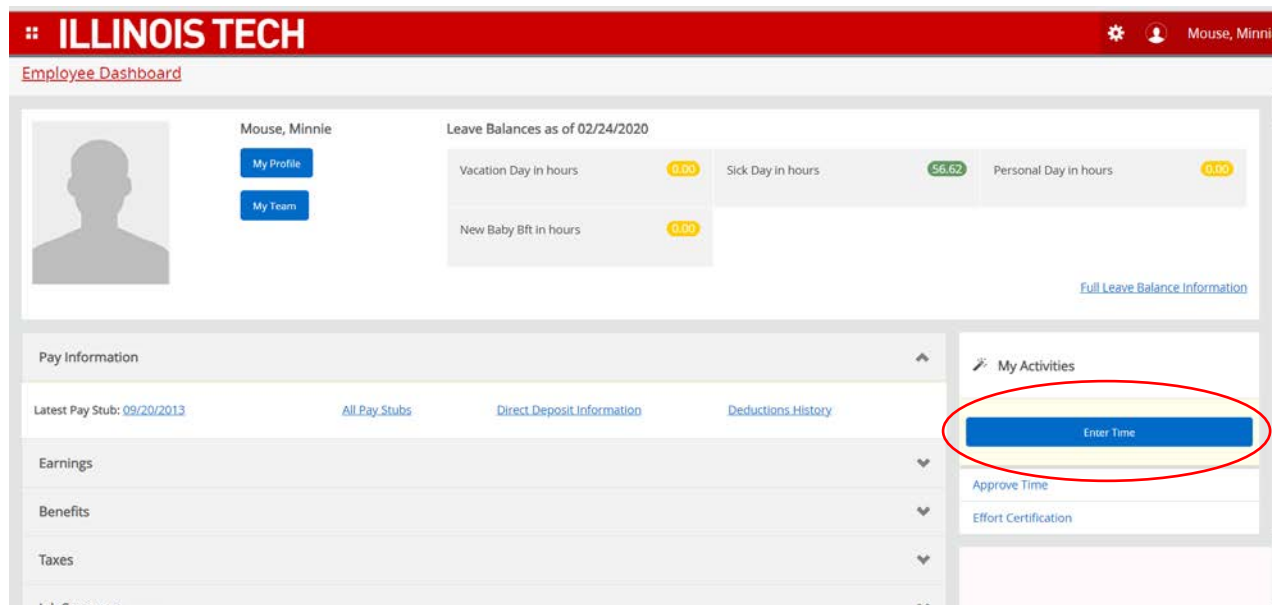 ILLINOIS TECH
Mouse, Minni
Employee Dashboard
Mouse, Minnie
Leave Balances as of 02/24/2020
My Profile
My Team
Vacation Day in hours 0.00
Sick Day in hours 56.62
Personal Day in hours 0.00
New Baby Bft in hours 0.00
Full Leave Balance Information
Pay Information
Latest Pay Stub: 09/20/2013
All Pay Stubs
Direct Deposit Information
Deductions History
Earnings
Benefits
Taxes
My Activities
Enter Time
Approve Time
Effort Certification